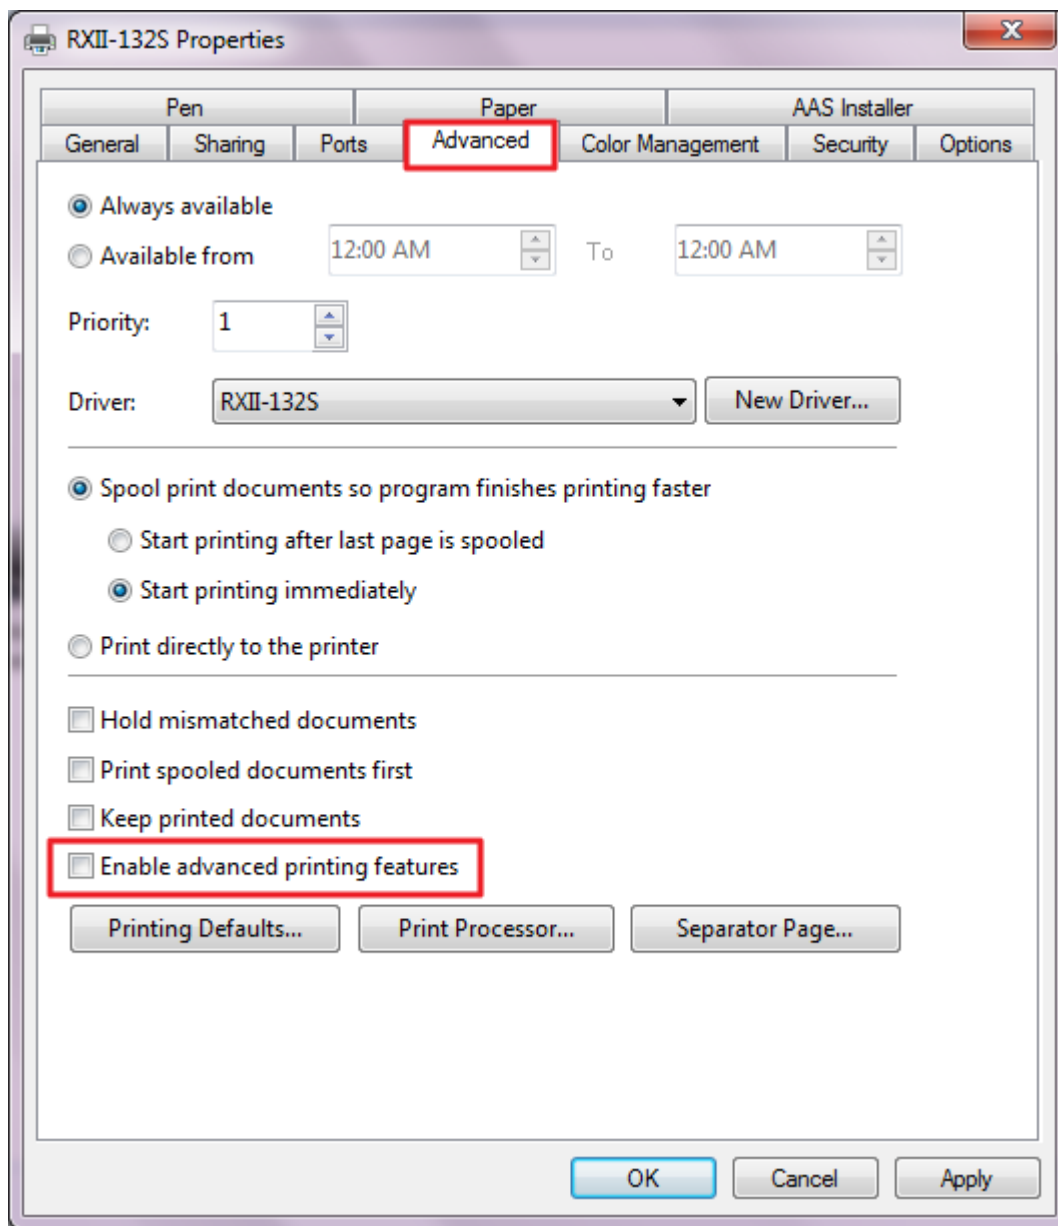 RXII-132S Properties
X
Pen Paper AAS Installer
General Sharing Ports Advanced Color Management Security Options
Always available
Available from 12:00 AM To 12:00 AM
Priority: 1
Driver: RXII-132S New Driver...
Spool print documents so program finishes printing faster
Start printing after last page is spooled
Start printing immediately
Print directly to the printer
Hold mismatched documents
Print spooled documents first
Keep printed documents
Enable advanced printing features
Printing Defaults... Print Processor... Separator Page...
OK Cancel Apply